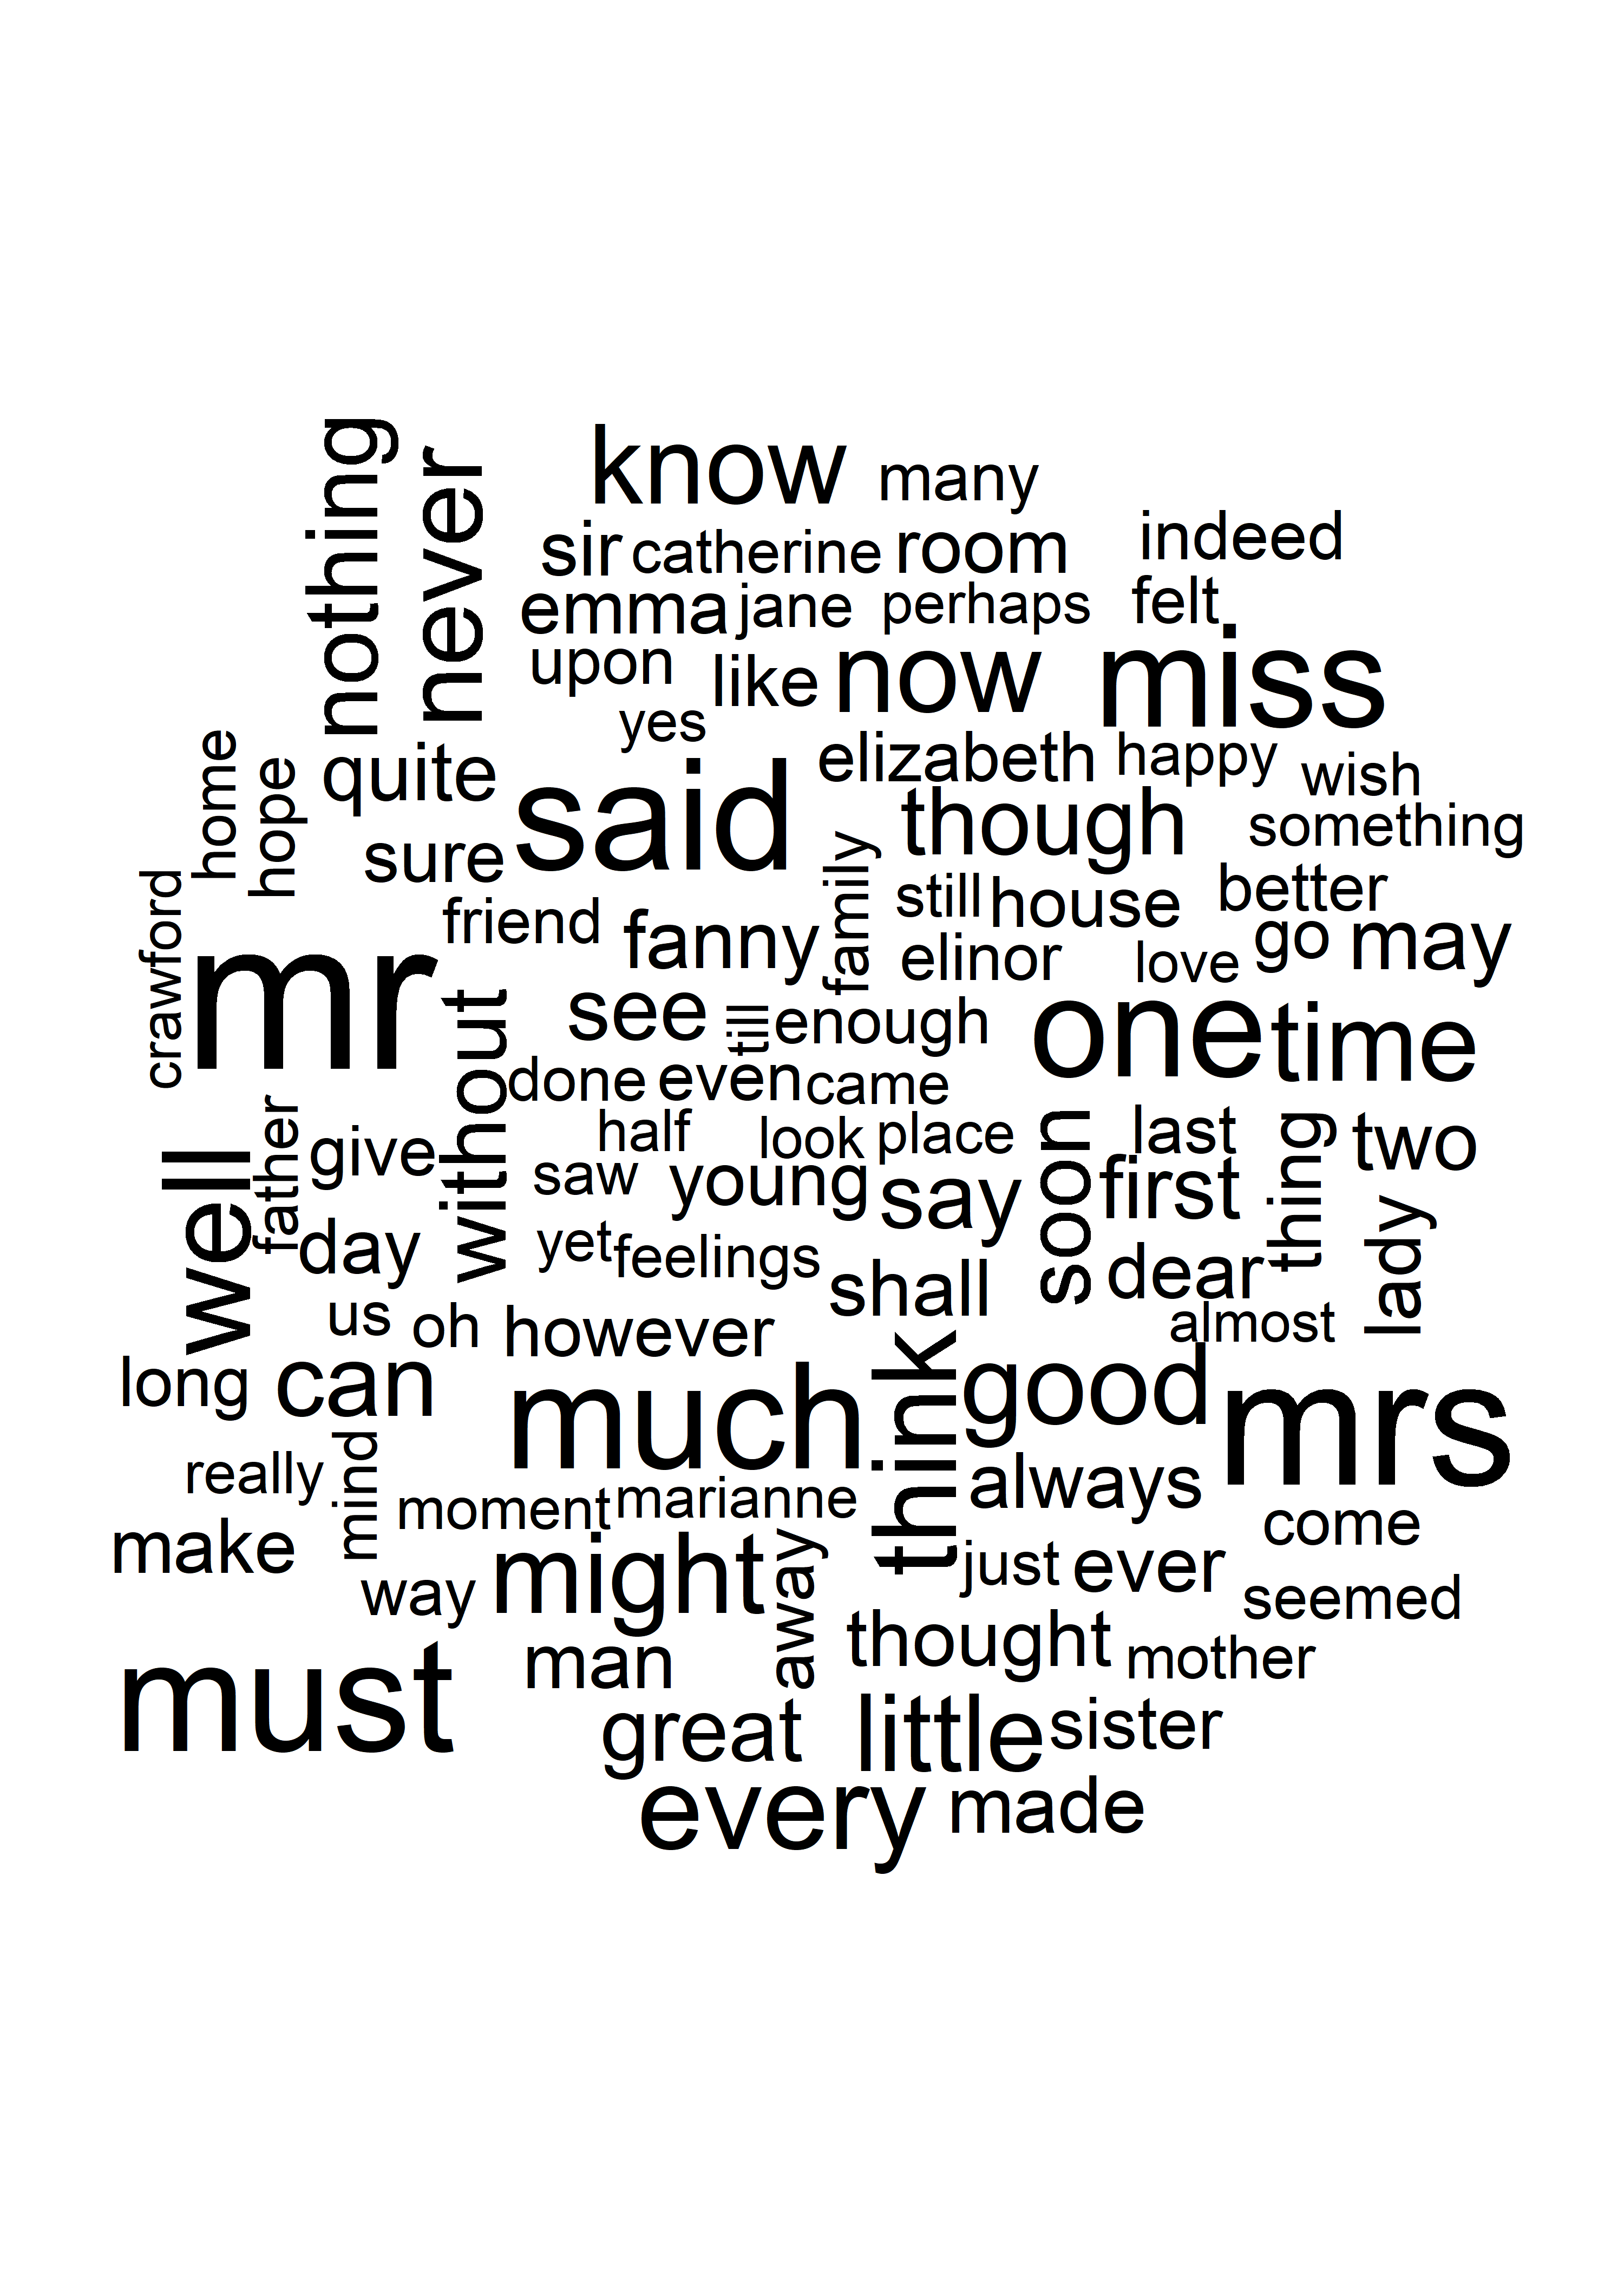 nothing
never
know
many
sir
catherine
room
indeed
emma
jane
perhaps
felt
upon
like
now
miss
yes
home
hope
quite
said
elizabeth
happy
wish
sure
though
something
crawford
friend
fanny
family
still
house
better
mr
elinor
love
go
may
without
see
till
enough
one
time
done
even
came
well
father
give
half
look
place
soon
last
thing
two
saw
young
say
first
day
yet
feelings
shall
dear
lady
us
oh
however
almost
long
can
much
think
good
mrs
really
mind
moment
marianne
always
come
make
way
might
away
just
ever
seemed
must
man
thought
mother
great
little
sister
every
made